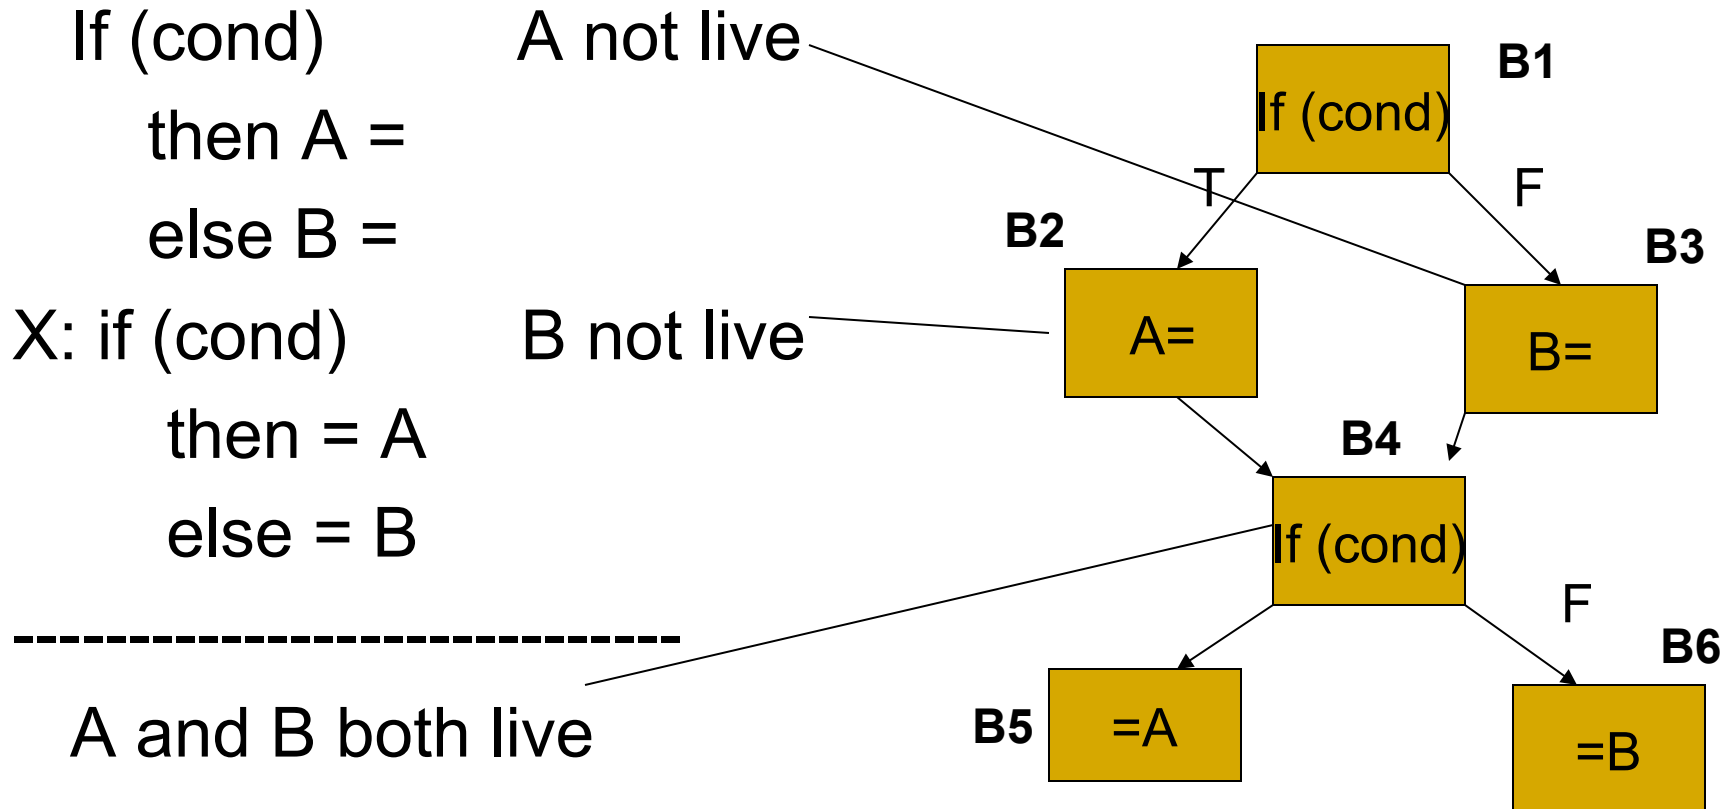 If (cond)
then A =
else B =
X: if (cond)
then = A
else = B
--------------------------------
A and B both live
A not live
B not live
B1
If (cond)
T
F
B2
A=
B3
B=
B4
If (cond)
F
B5
=A
B6
=B